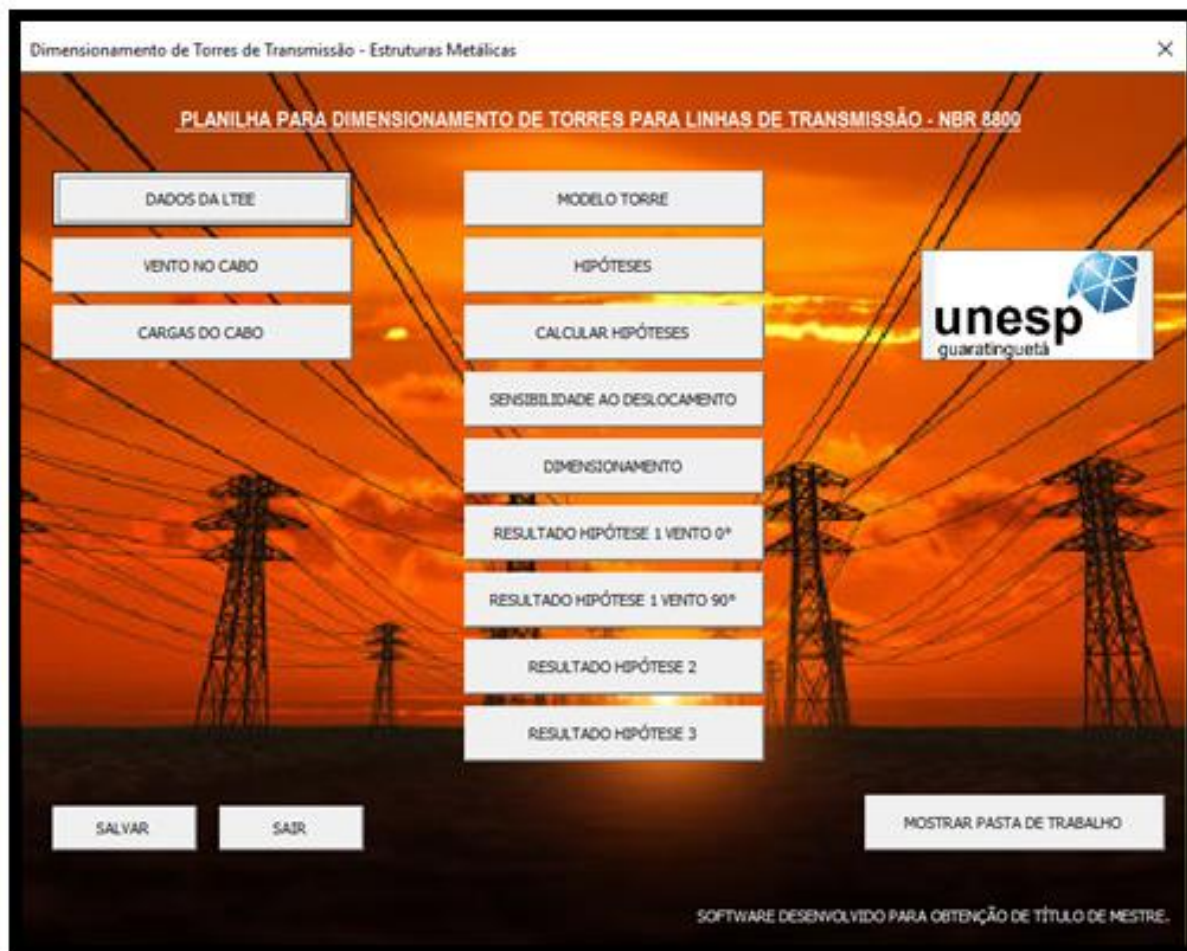 Dimensionamento de Torres de Transmissão - Estruturas Metálicas
PLANILHA PARA DIMENSIONAMENTO DE TORRES PARA LINHAS DE TRANSMISSÃO - NBR 8800
DADOS DA LTEE
VENTO NO CABO
CARGAS DO CABO
MODELO TORRE
HIPÓTESES
CALCULAR HIPÓTESES
SENSIBILIDADE AO DESLOCAMENTO
DIMENSIONAMENTO
RESULTADO HIPÓTESE 1 VENTO 0°
RESULTADO HIPÓTESE 1 VENTO 90°
RESULTADO HIPÓTESE 2
RESULTADO HIPÓTESE 3
unesp
guaratinguetá
SALVAR
SAIR
MOSTRAR PASTA DE TRABALHO
SOFTWARE DESENVOLVIDO PARA OBTENÇÃO DE TÍTULO DE MESTRE.